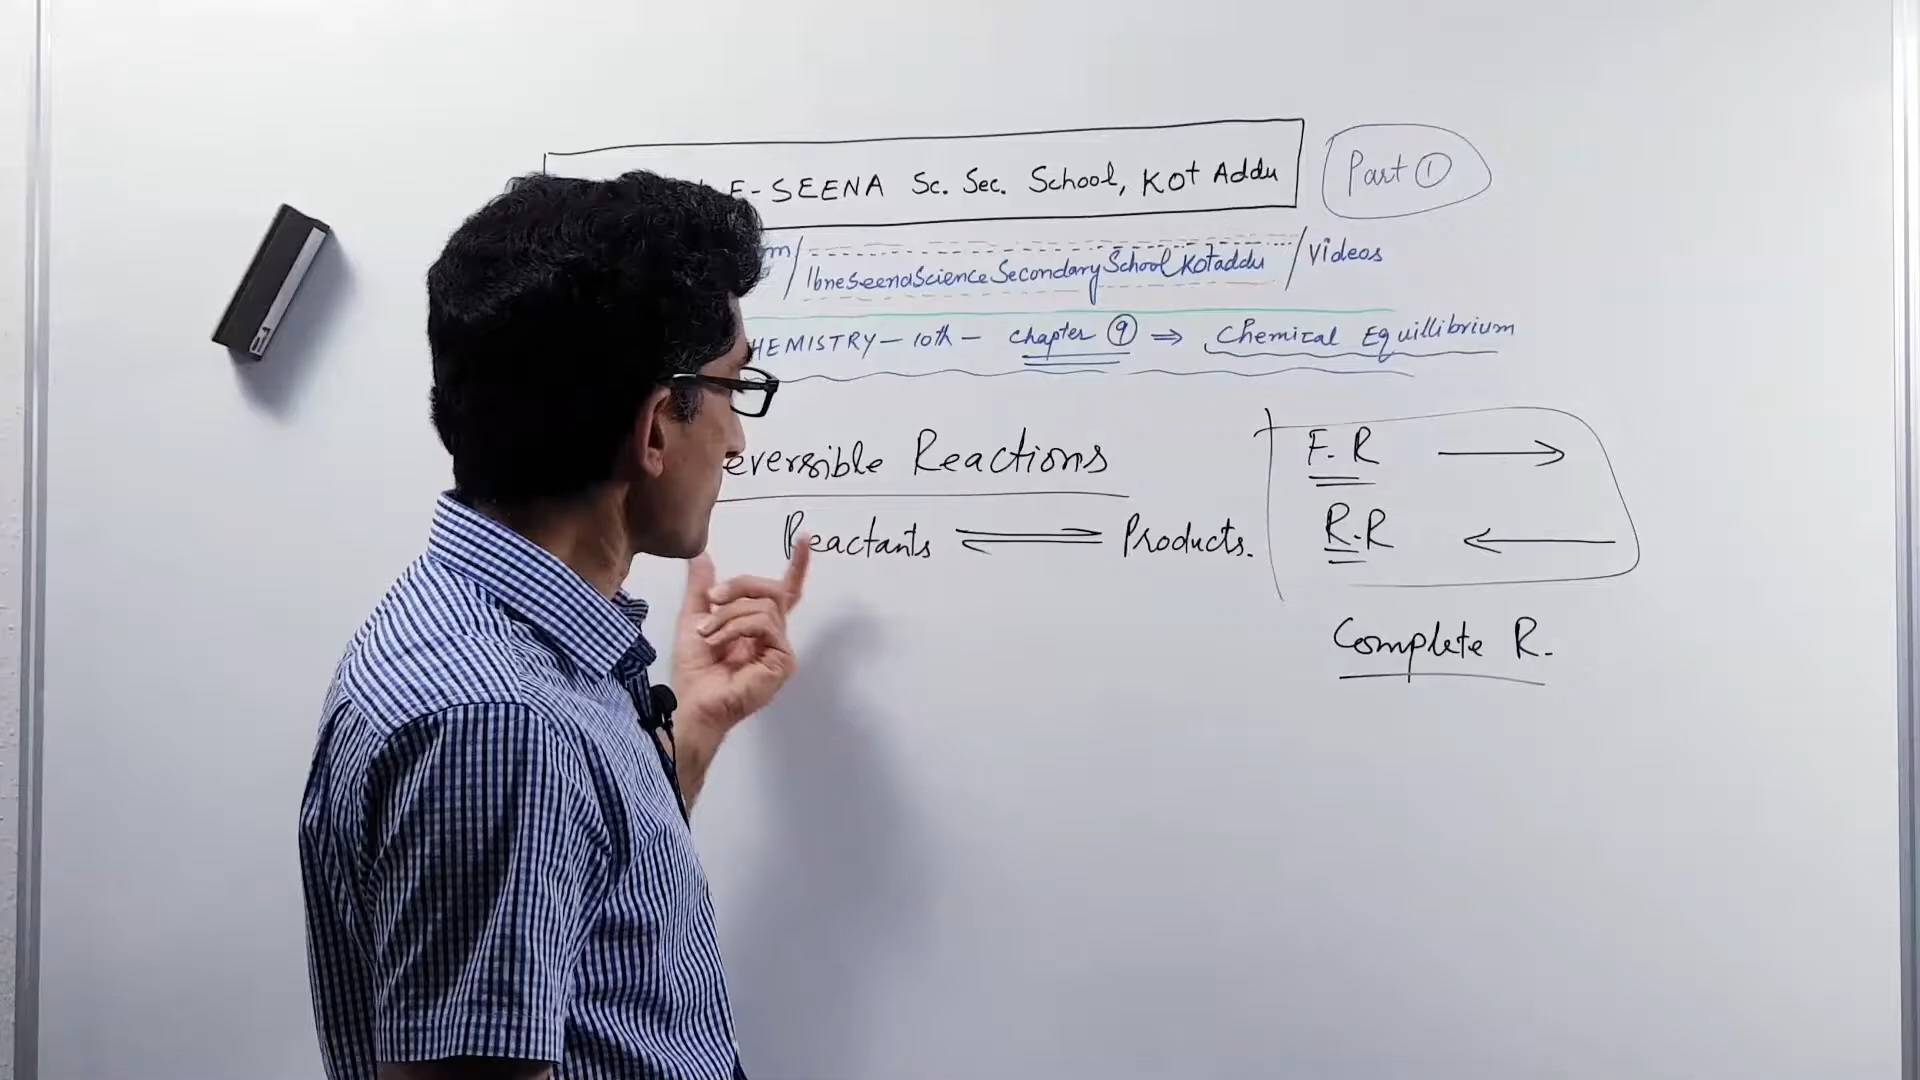 E-SEENA Sc. Sec. School, Kot Addu
Part ①
m/IbneSeenaScienceSecondarySchoolKotaddu/Videos
HEMISTRY - 10th - Chapter ⑨ ⇒ Chemical Equillibrium
eversible Reactions
Reactants ⇌ Products.
F.R →
R.R ←
Complete R.